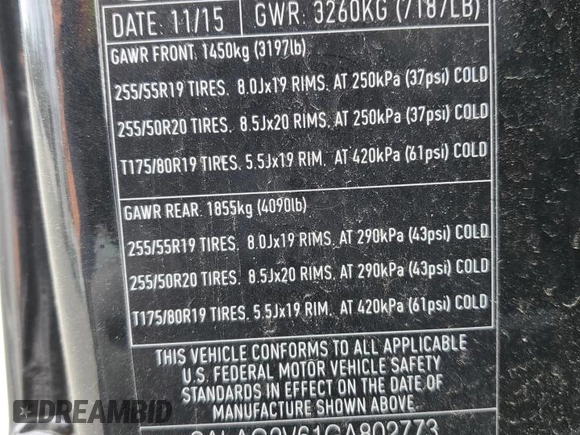 DATE: 11/15 GWR: 3260KG (7187LB)
GAWR FRONT. 1450kg (3197lb)
255/55R19 TIRES. 8.0Jx19 RIMS. AT 250kPa (37psi) COLD
255/50R20 TIRES. 8.5Jx20 RIMS. AT 250kPa (37psi) COLD
T175/80R19 TIRES. 5.5Jx19 RIM. AT 420kPa (61psi) COLD
GAWR REAR. 1855kg (4090lb)
255/55R19 TIRES. 8.0Jx19 RIMS. AT 290kPa (43psi) COLD
255/50R20 TIRES. 8.5Jx20 RIMS. AT 290kPa (43psi) COLD
T175/80R19 TIRES. 5.5Jx19 RIM. AT 420kPa (61psi) COLD
THIS VEHICLE CONFORMS TO ALL APPLICABLE
U.S. FEDERAL MOTOR VEHICLE SAFETY
STANDARDS IN EFFECT ON THE DATE OF
MANUFACTURE SHOWN ABOVE.
DREAMBID